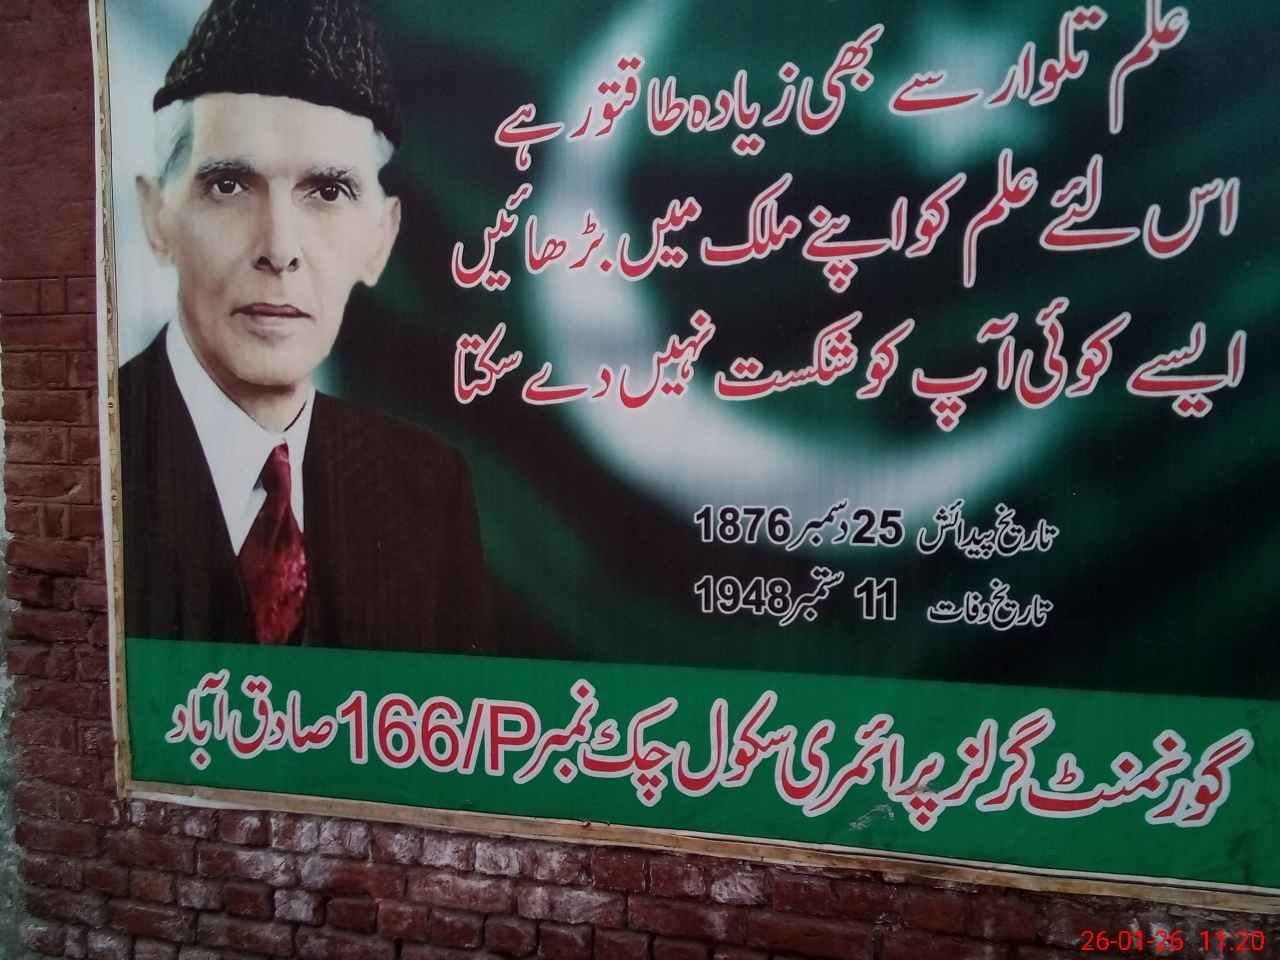 علم تلوار سے بھی زیادہ طاقتور ہے
اس لئے علم کو اپنے ملک میں بڑھائیں
ایسے کوئی آپ کو شکست نہیں دے سکتا
تاریخ پیدائش 25 دسمبر 1876
تاریخ وفات 11 ستمبر 1948
گورنمنٹ گرلز پرائمری سکول چک نمبر 166/P صادق آباد
26-01-26 11:20